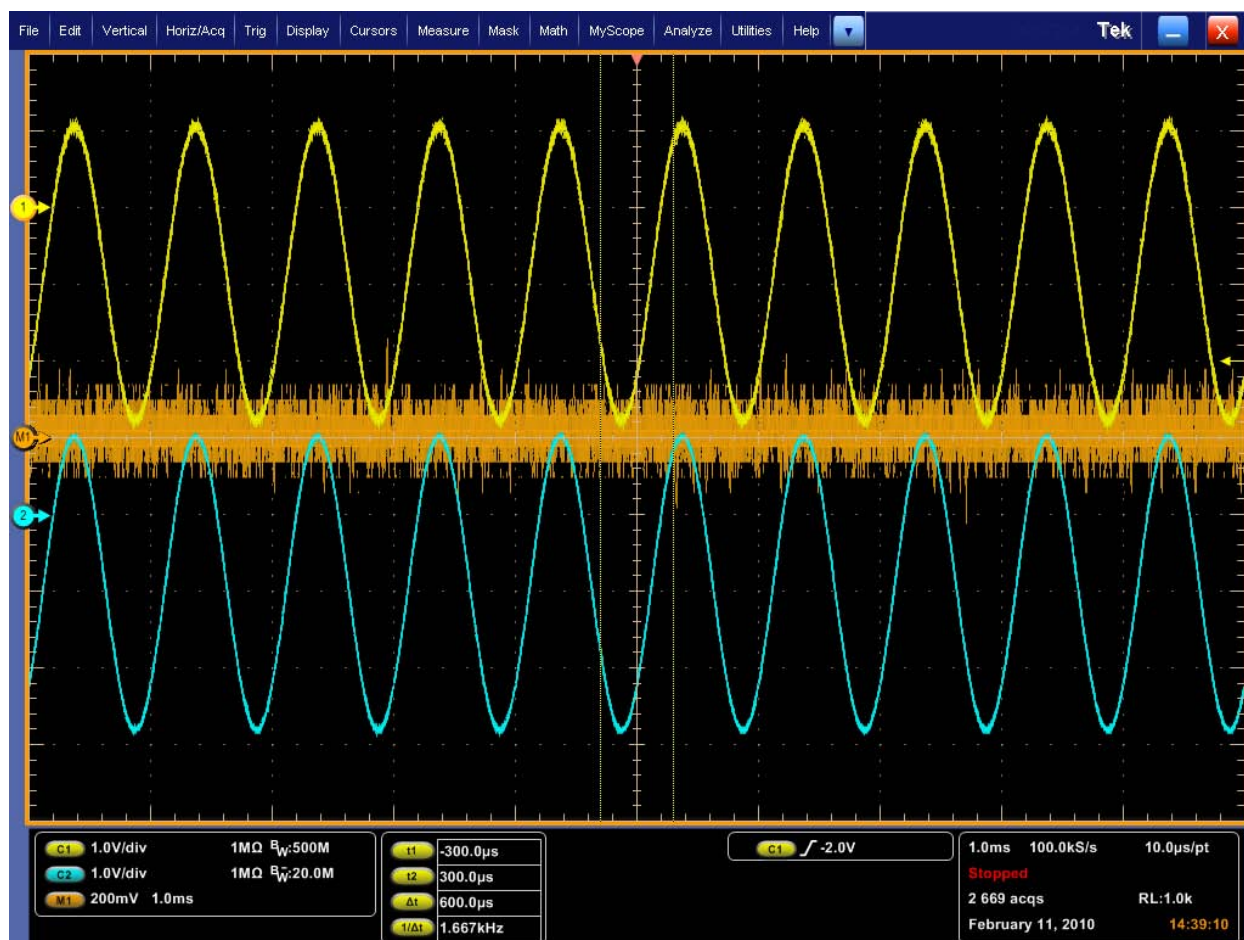 File Edit Vertical Horiz/Acq Trig Display Cursors Measure Mask Math MyScope Analyze Utilities Help Tek X
1
M1
2
C1 1.0V/div 1MΩ BW:500M
C2 1.0V/div 1MΩ BW:20.0M
M1 200mV 1.0ms
t1 -300.0µs
t2 300.0µs
Δt 600.0µs
1/Δt 1.667kHz
C1 -2.0V
1.0ms 100.0kS/s 10.0µs/pt
Stopped
2 669 acqs RL:1.0k
February 11, 2010 14:39:10